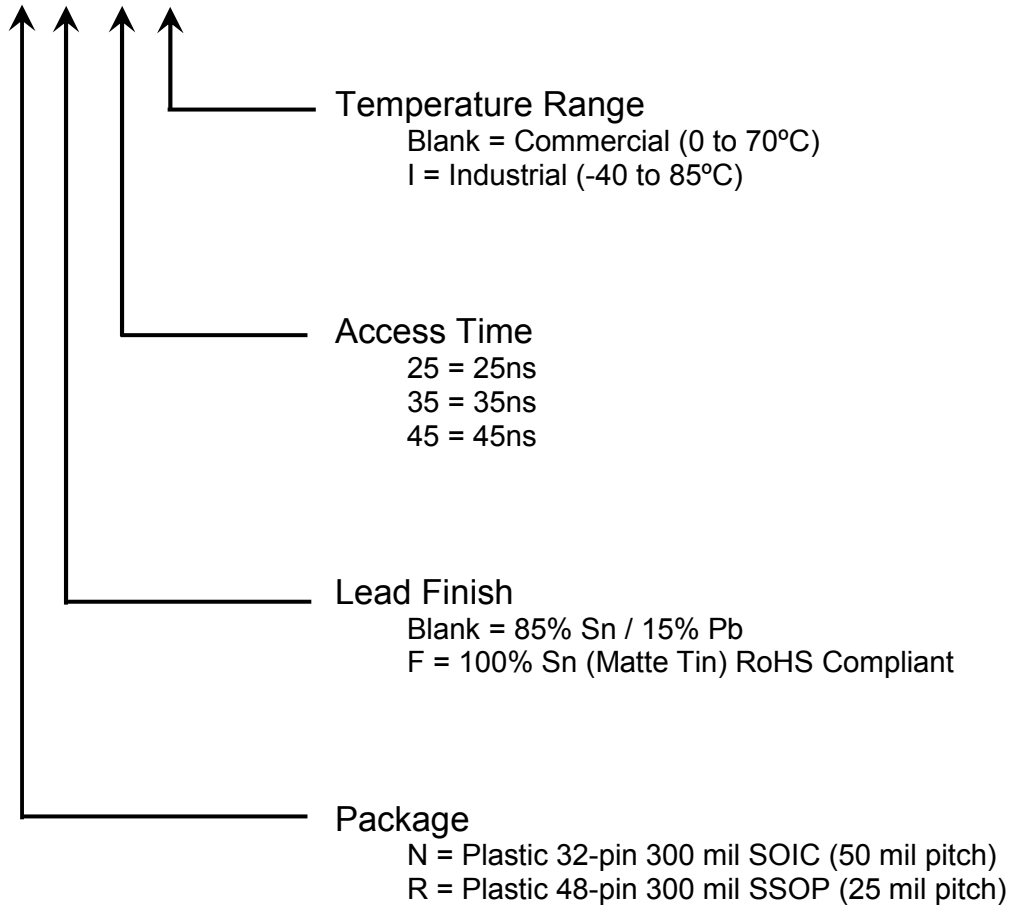 Temperature Range
Blank = Commercial (0 to 70ºC)
I = Industrial (-40 to 85ºC)
Access Time
25 = 25ns
35 = 35ns
45 = 45ns
Lead Finish
Blank = 85% Sn / 15% Pb
F = 100% Sn (Matte Tin) RoHS Compliant
Package
N = Plastic 32-pin 300 mil SOIC (50 mil pitch)
R = Plastic 48-pin 300 mil SSOP (25 mil pitch)